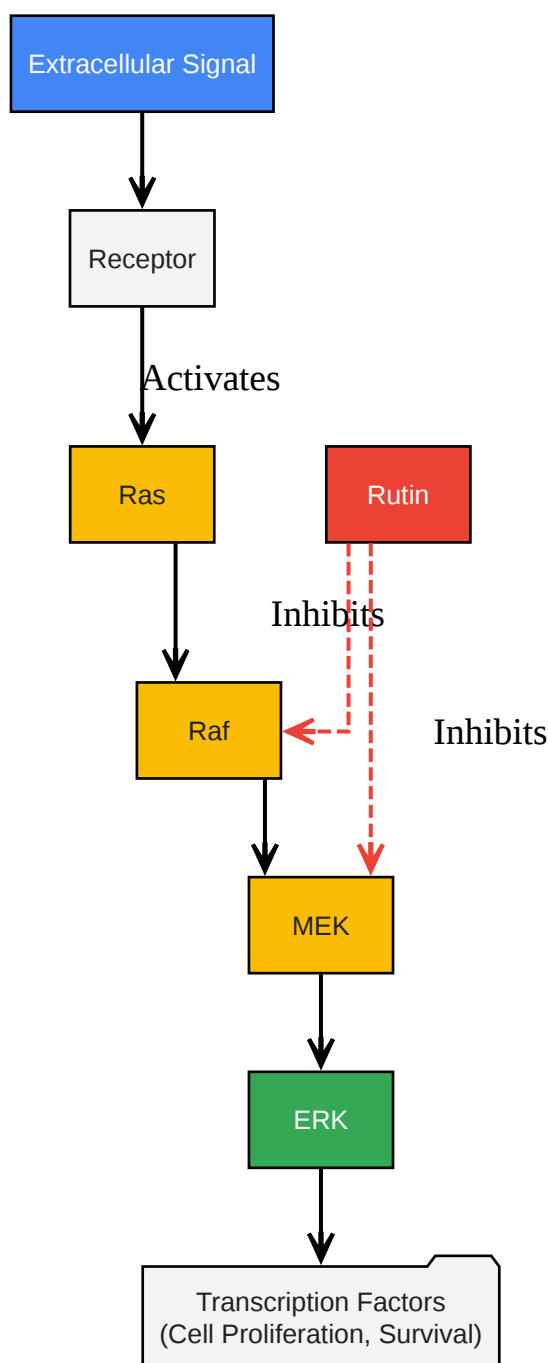 Extracellular Signal
Receptor
Activates
Ras
Rutin
Inhibits
Raf
Inhibits
MEK
ERK
Transcription Factors
(Cell Proliferation, Survival)